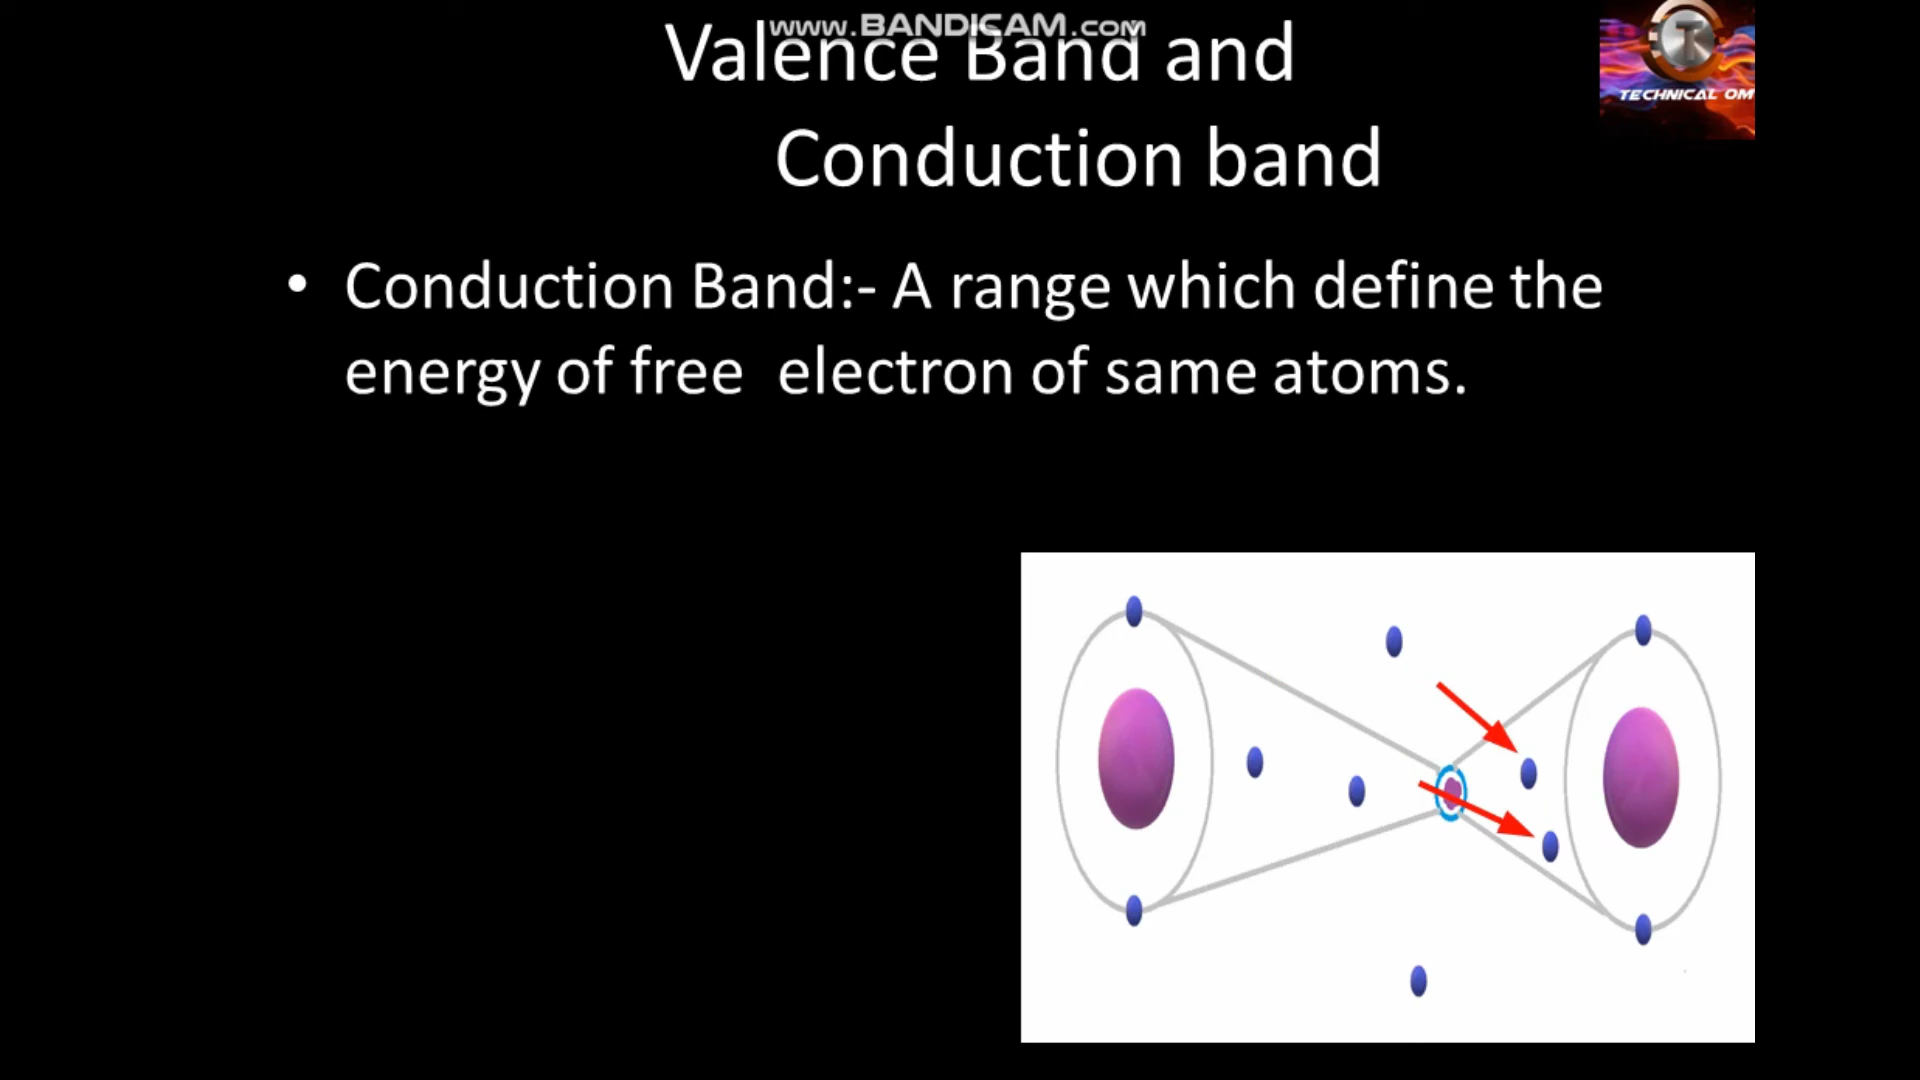 www.BANDICAM.com
Valence Band and
Conduction band
TECHNICAL OM
• Conduction Band:- A range which define the
energy of free electron of same atoms.